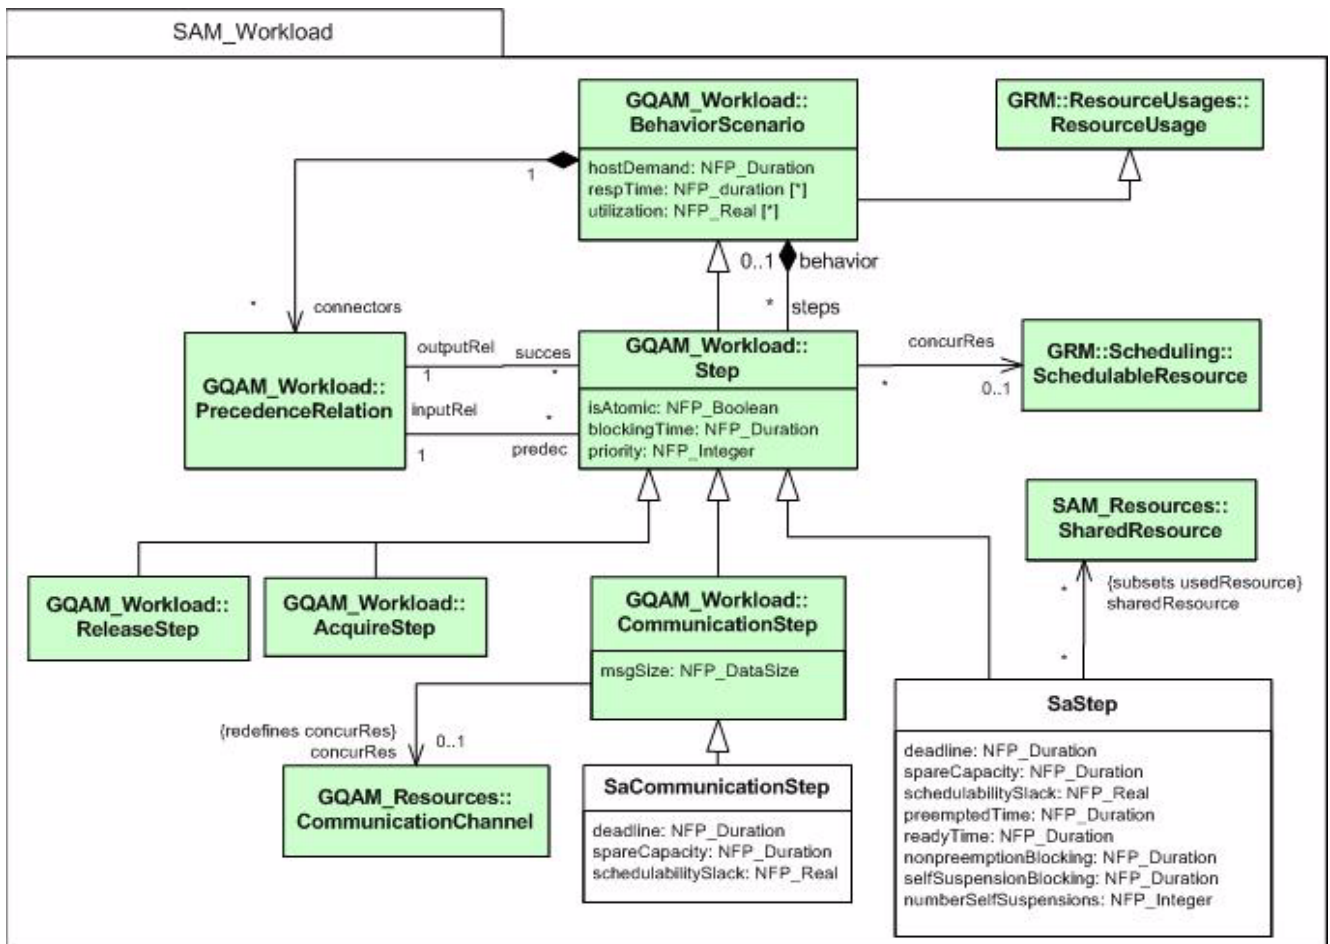 SAM_Workload
GQAM_Workload::
BehaviorScenario
hostDemand: NFP_Duration
respTime: NFP_duration [*]
utilization: NFP_Real [*]
GRM::ResourceUsages::
ResourceUsage
1
0..1
behavior
*
steps
*
connectors
GQAM_Workload::
PrecedenceRelation
outputRel
1
succes
*
inputRel
1
*
predec
GQAM_Workload::
Step
isAtomic: NFP_Boolean
blockingTime: NFP_Duration
priority: NFP_Integer
concurRes
*
0..1
GRM::Scheduling::
SchedulableResource
SAM_Resources::
SharedResource
*
{subsets usedResource}
sharedResource
*
GQAM_Workload::
ReleaseStep
GQAM_Workload::
AcquireStep
GQAM_Workload::
CommunicationStep
msgSize: NFP_DataSize
{redefines concurRes}
concurRes
0..1
GQAM_Resources::
CommunicationChannel
SaCommunicationStep
deadline: NFP_Duration
spareCapacity: NFP_Duration
schedulabilitySlack: NFP_Real
SaStep
deadline: NFP_Duration
spareCapacity: NFP_Duration
schedulabilitySlack: NFP_Real
preemptedTime: NFP_Duration
readyTime: NFP_Duration
nonpreemptionBlocking: NFP_Duration
selfSuspensionBlocking: NFP_Duration
numberSelfSuspensions: NFP_Integer